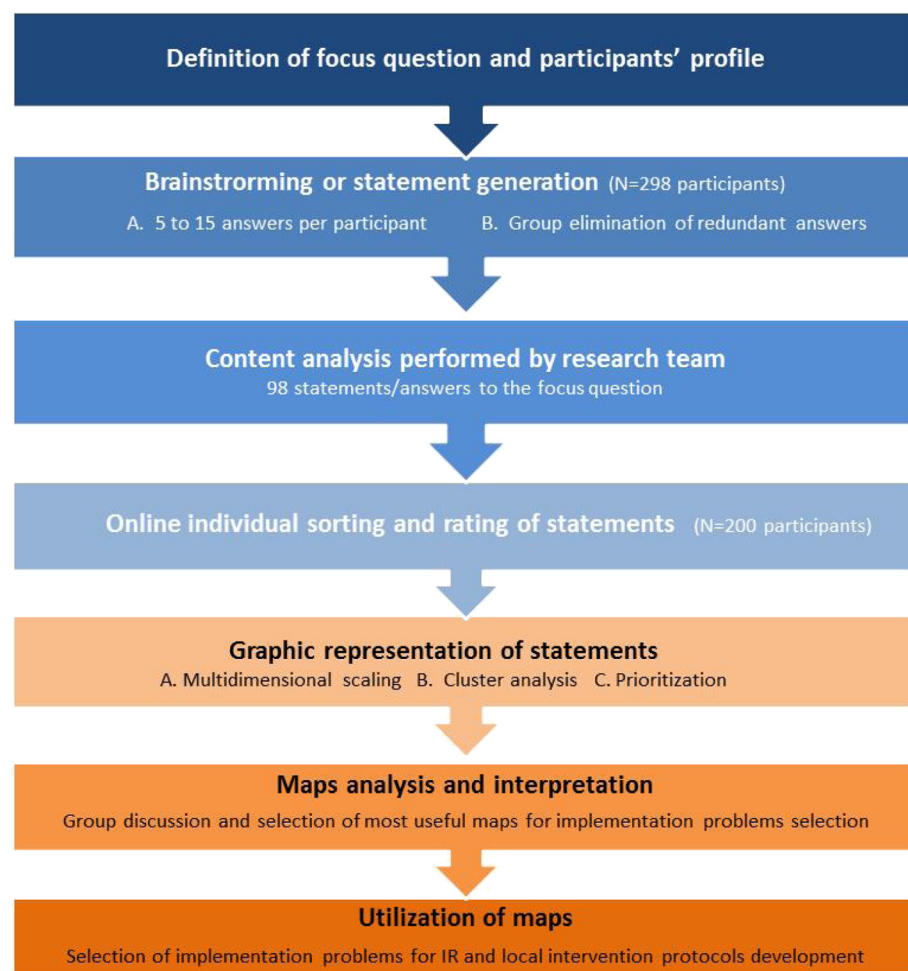 Definition of focus question and participants’ profile
Brainstrorming or statement generation (N=298 participants)
A. 5 to 15 answers per participant B. Group elimination of redundant answers
Content analysis performed by research team
98 statements/answers to the focus question
Online individual sorting and rating of statements (N=200 participants)
Graphic representation of statements
A. Multidimensional scaling B. Cluster analysis C. Prioritization
Maps analysis and interpretation
Group discussion and selection of most useful maps for implementation problems selection
Utilization of maps
Selection of implementation problems for IR and local intervention protocols development